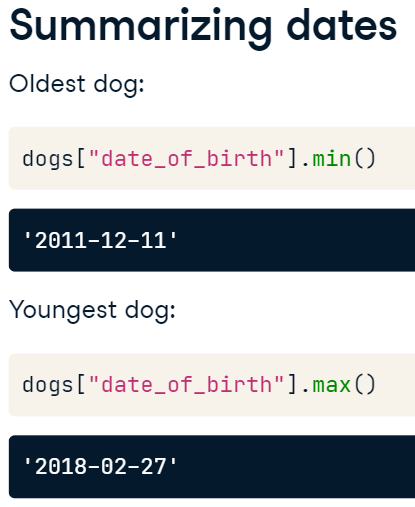 Summarizing dates
Oldest dog:
dogs["date_of_birth"].min()
'2011-12-11'
Youngest dog:
dogs["date_of_birth"].max()
'2018-02-27'